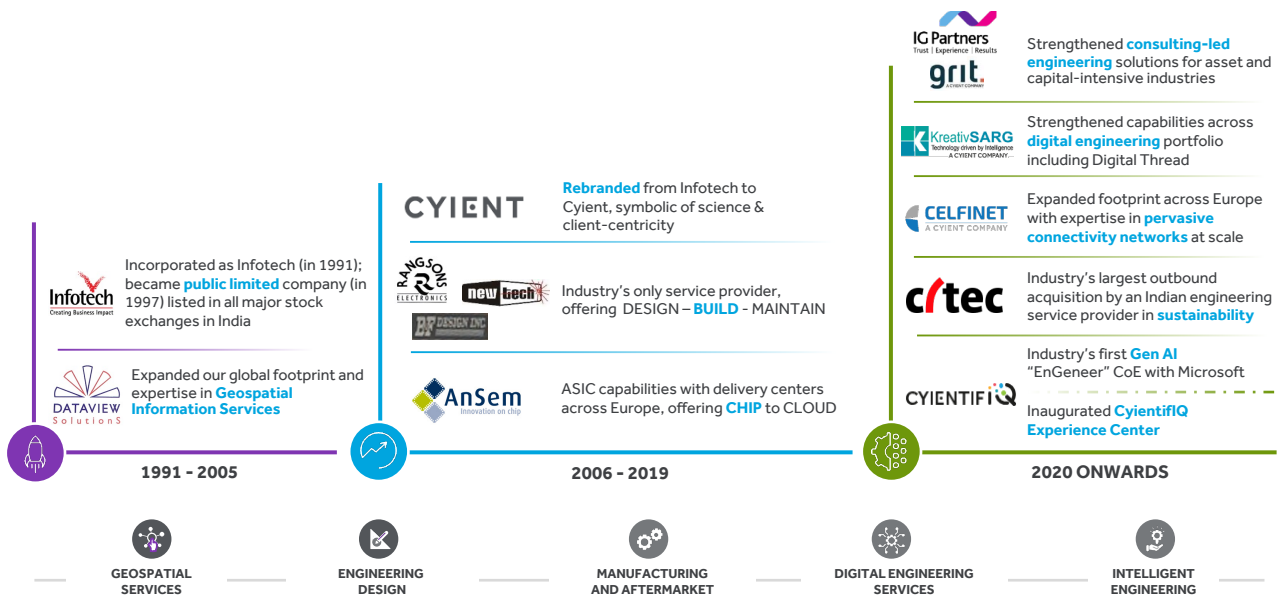 Infotech
Creating Business Impact
Incorporated as Infotech (in 1991);
became public limited company (in
1997) listed in all major stock
exchanges in India
DATAVIEW
SolutionS
Expanded our global footprint and
expertise in Geospatial
Information Services
1991 - 2005
CYIENT
Rebranded from Infotech to
Cyient, symbolic of science &
client-centricity
RANGSONS
ELECTRONICS
new tech
BF DESIGN INC
Industry's only service provider,
offering DESIGN – BUILD - MAINTAIN
AnSem
Innovation on chip
ASIC capabilities with delivery centers
across Europe, offering CHIP to CLOUD
2006 - 2019
IG Partners
Trust | Experience | Results
grit.
A CYIENT COMPANY
Strengthened consulting-led
engineering solutions for asset and
capital-intensive industries
KreativSARG
Technology driven by Intelligence
A CYIENT COMPANY
Strengthened capabilities across
digital engineering portfolio
including Digital Thread
CELFINET
A CYIENT COMPANY
Expanded footprint across Europe
with expertise in pervasive
connectivity networks at scale
citec
Industry's largest outbound
acquisition by an Indian engineering
service provider in sustainability
CYIENTIFIQ
Industry's first Gen AI
“EnGeneer” CoE with Microsoft
Inaugurated CyientifIQ
Experience Center
2020 ONWARDS
GEOSPATIAL
SERVICES
ENGINEERING
DESIGN
MANUFACTURING
AND AFTERMARKET
DIGITAL ENGINEERING
SERVICES
INTELLIGENT
ENGINEERING